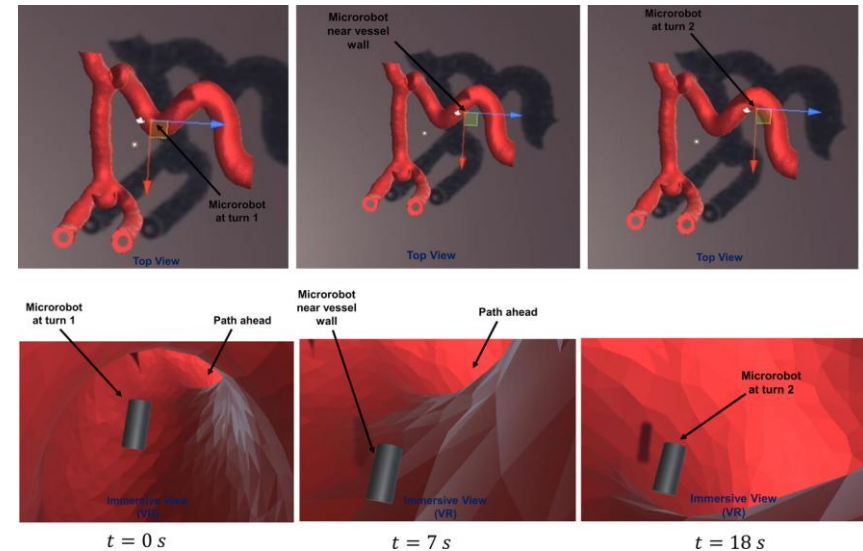 Microrobot
near vessel
wall
Microrobot
at turn 2
Microrobot
at turn 1
Top View
Top View
Top View
Microrobot
at turn 1
Path ahead
Microrobot
near vessel
wall
Path ahead
Microrobot
at turn 2
Immersive View
(VR)
Immersive View
(VR)
Immersive View
(VR)
t = 0 s
t = 7 s
t = 18 s